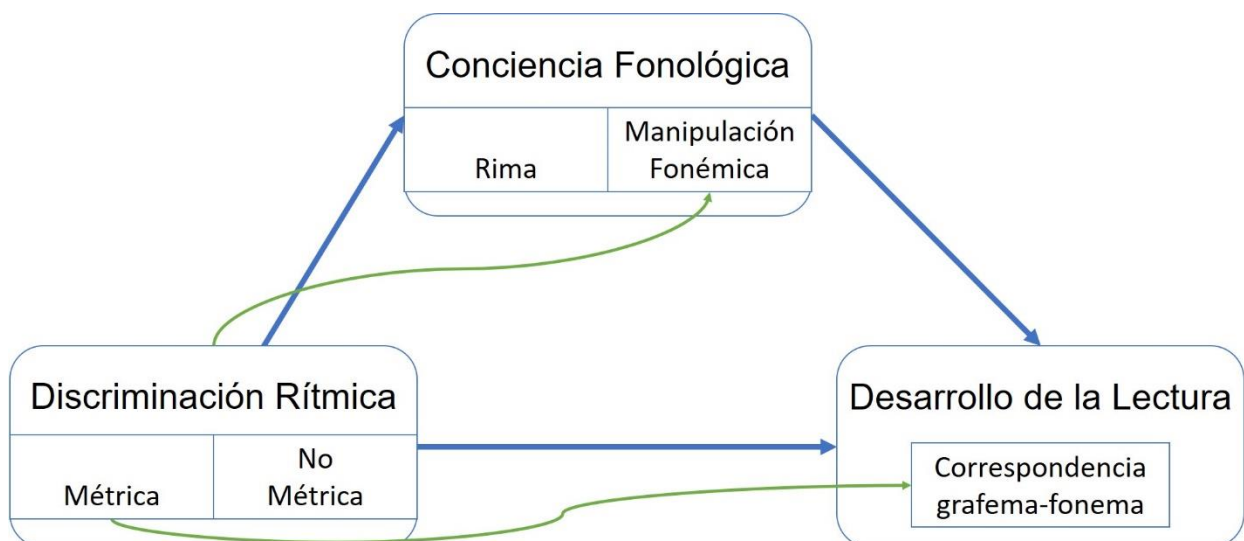 Conciencia Fonológica
Rima
Manipulación
Fonémica
Discriminación Rítmica
Métrica
No
Métrica
Desarrollo de la Lectura
Correspondencia
grafema-fonema